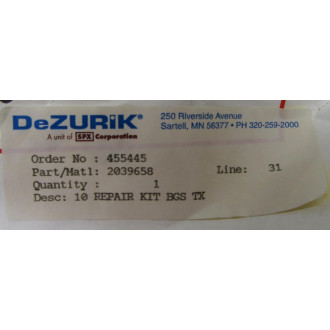 DeZURiK®
A unit of SPX Corporation
250 Riverside Avenue
Sartell, MN 56377 • PH 320-259-2000
Order No : 455445
Part/Matl: 2039658 Line: 31
Quantity : 1
Desc: 10 REPAIR KIT BGS TX